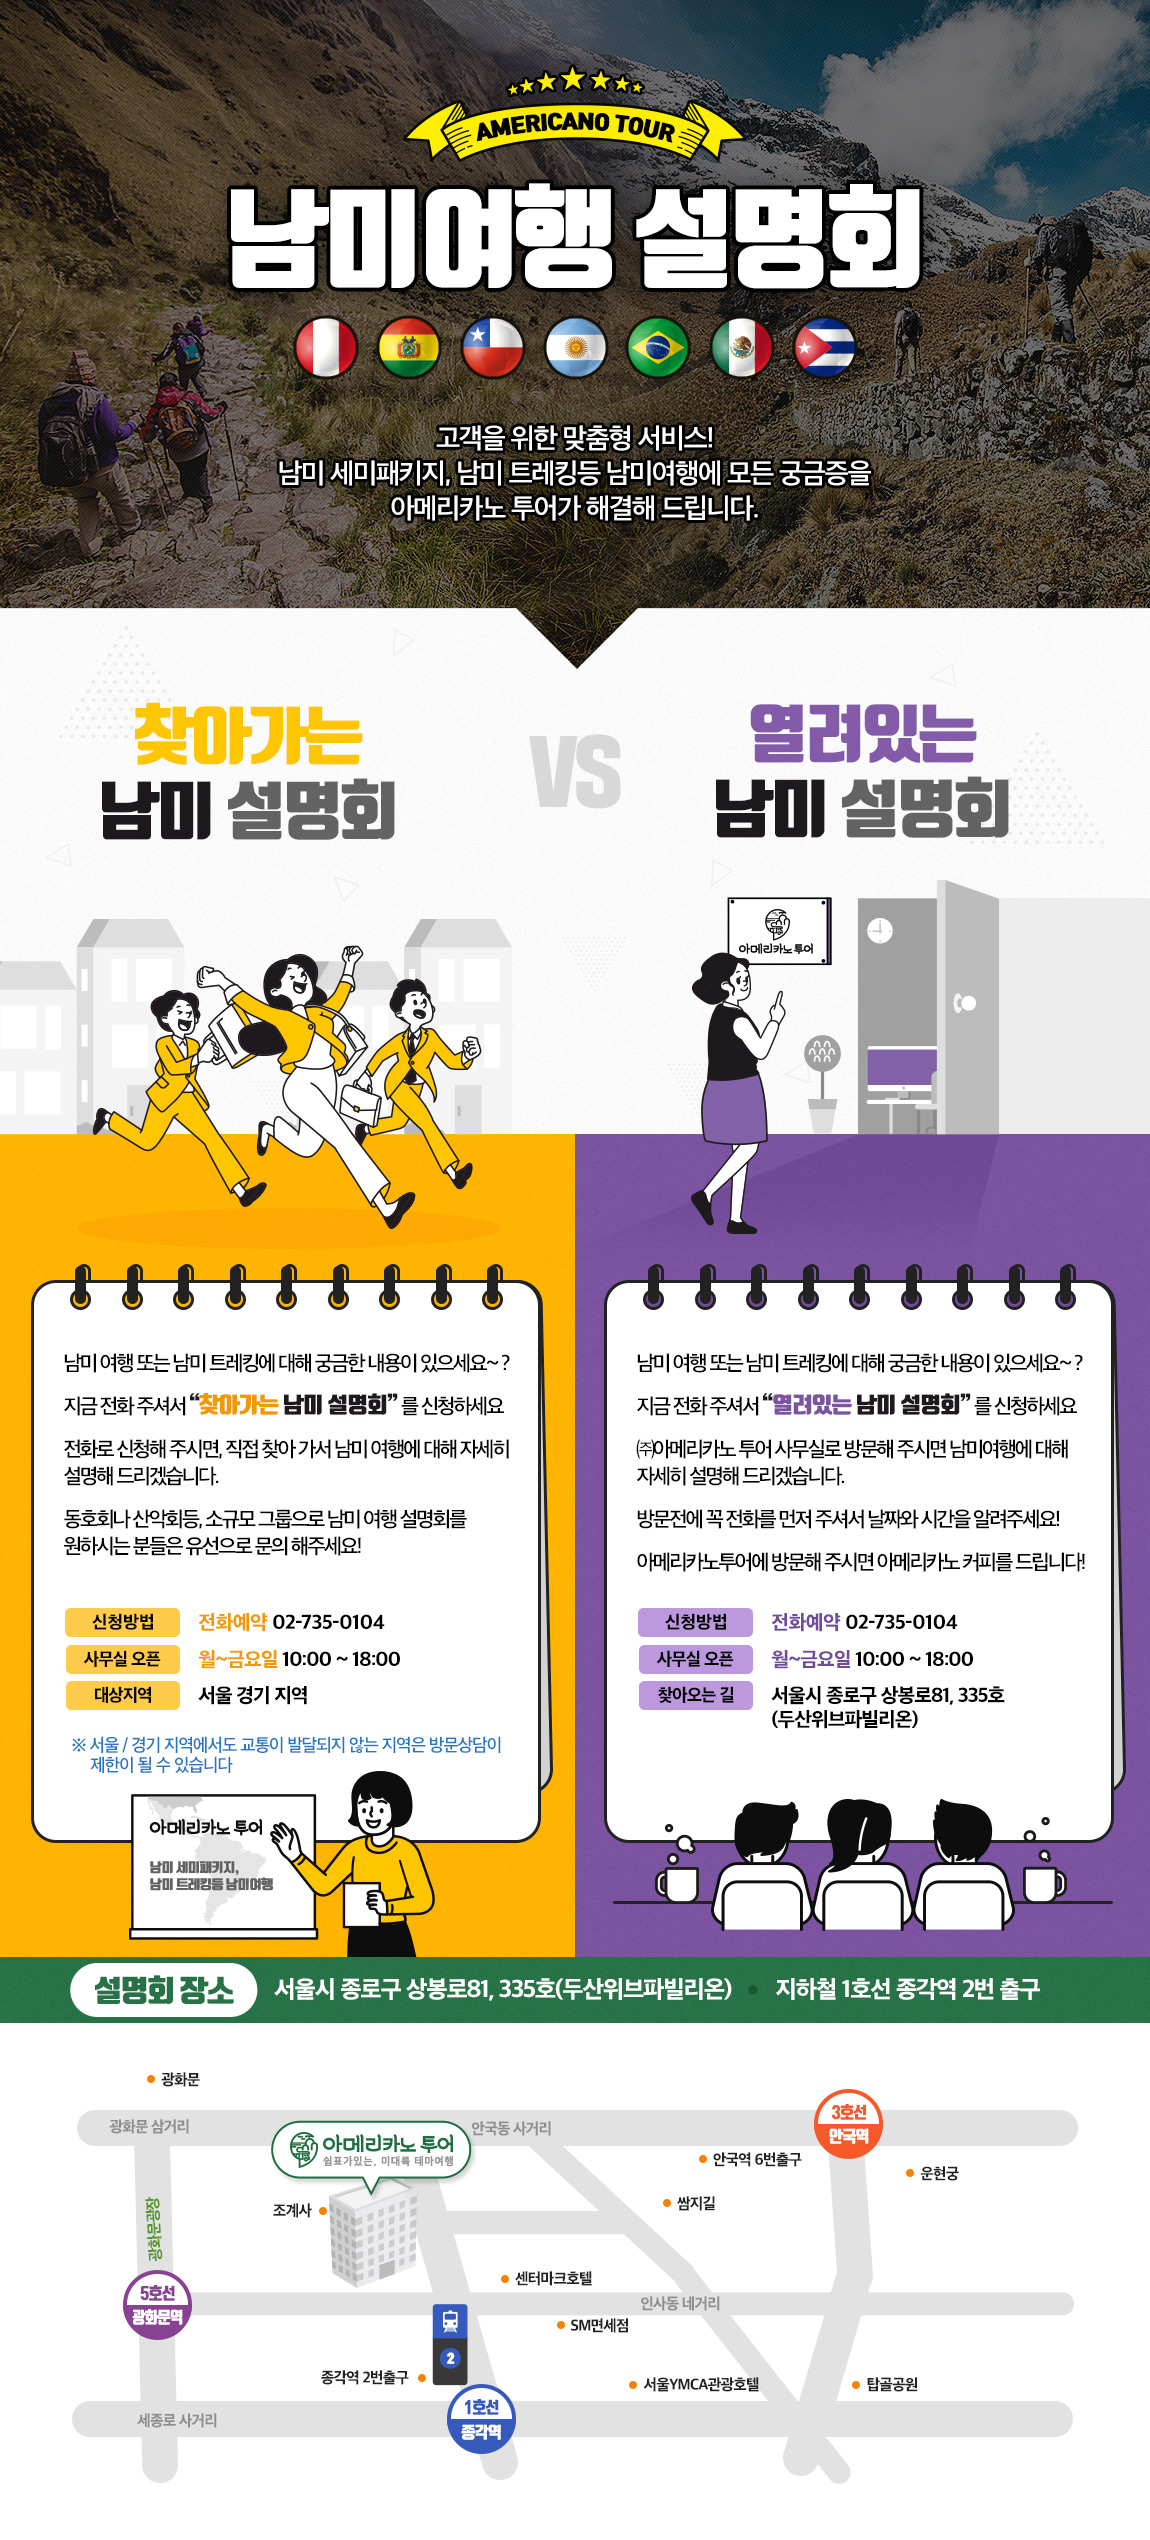 AMERICANO TOUR
남미여행 설명회
고객을 위한 맞춤형 서비스!
남미 세미패키지, 남미 트레킹등 남미여행에 모든 궁금증을
아메리카노 투어가 해결해 드립니다.
찾아가는
남미 설명회
VS
열려있는
남미 설명회
아메리카노 투어
남미 여행 또는 남미 트레킹에 대해 궁금한 내용이 있으세요~ ?
지금 전화 주셔서 “찾아가는 남미 설명회” 를 신청하세요
전화로 신청해 주시면, 직접 찾아 가서 남미 여행에 대해 자세히
설명해 드리겠습니다.
동호회나 산악회등, 소규모 그룹으로 남미 여행 설명회를
원하시는 분들은 유선으로 문의 해주세요!
신청방법 전화예약 02-735-0104
사무실 오픈 월~금요일 10:00 ~ 18:00
대상지역 서울 경기 지역
※ 서울 / 경기 지역에서도 교통이 발달되지 않는 지역은 방문상담이
제한이 될 수 있습니다
아메리카노 투어
남미 세미패키지,
남미 트레킹등 남미여행
남미 여행 또는 남미 트레킹에 대해 궁금한 내용이 있으세요~ ?
지금 전화 주셔서 “열려있는 남미 설명회” 를 신청하세요
㈜아메리카노 투어 사무실로 방문해 주시면 남미여행에 대해
자세히 설명해 드리겠습니다.
방문전에 꼭 전화를 먼저 주셔서 날짜와 시간을 알려주세요!
아메리카노투어에 방문해 주시면 아메리카노 커피를 드립니다!
신청방법 전화예약 02-735-0104
사무실 오픈 월~금요일 10:00 ~ 18:00
찾아오는 길 서울시 종로구 상봉로81, 335호
(두산위브파빌리온)
설명회 장소 서울시 종로구 상봉로81, 335호(두산위브파빌리온) • 지하철 1호선 종각역 2번 출구
광화문
광화문 삼거리
아메리카노 투어
쉼표가있는, 미대륙 테마여행
안국동 사거리
3호선
안국역
안국역 6번출구
운현궁
쌈지길
조계사
광화문광장
5호선
광화문역
센터마크호텔
인사동 네거리
SM면세점
2
종각역 2번출구
서울YMCA관광호텔
탑골공원
1호선
종각역
세종로 사거리